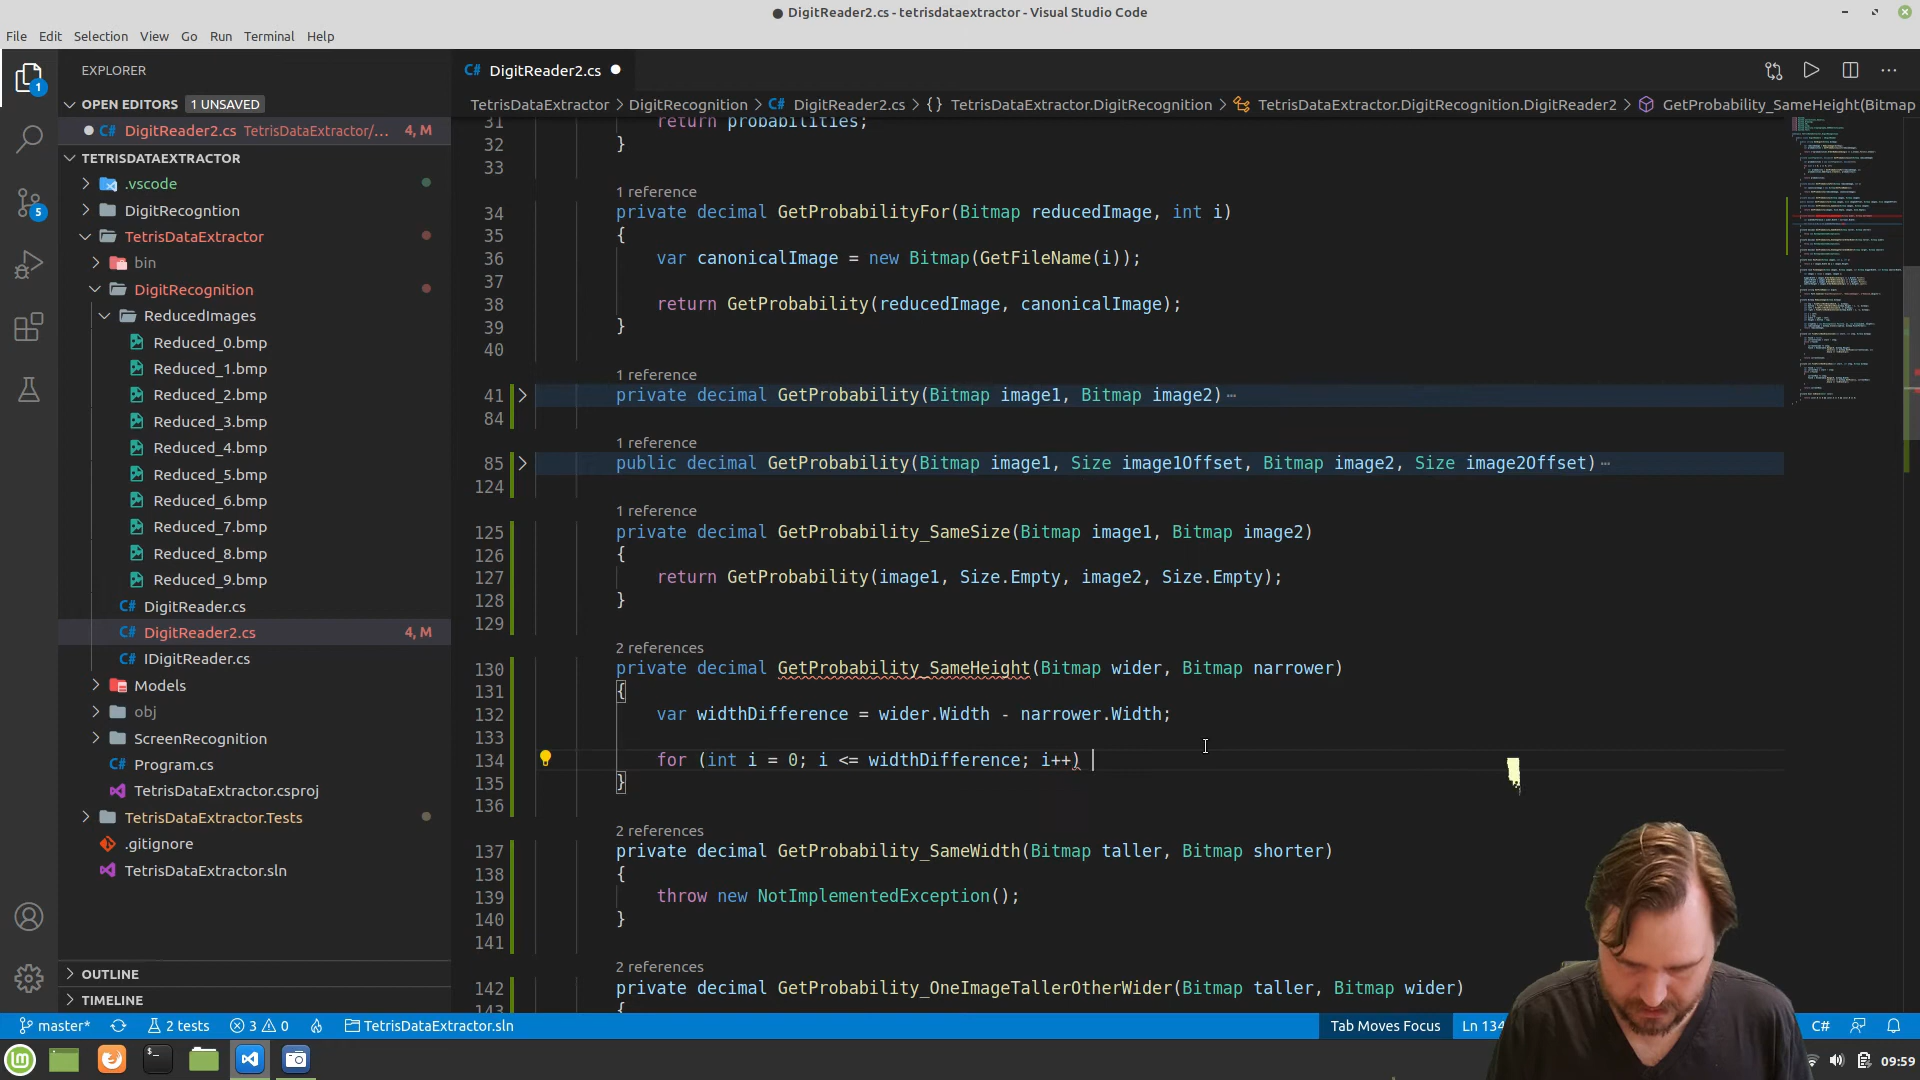 ● DigitReader2.cs - tetrisdataextractor - Visual Studio Code
File Edit Selection View Go Run Terminal Help
1
EXPLORER
DigitReader2.cs ●
OPEN EDITORS 1 UNSAVED
DigitReader2.cs TetrisDataExtractor/... 4, M
TetrisDataExtractor > DigitRecognition > DigitReader2.cs > {} TetrisDataExtractor.DigitRecognition > TetrisDataExtractor.DigitRecognition.DigitReader2 > GetProbability_SameHeight(Bitmap
TETRISDATAEXTRACTOR
.vscode
DigitRecogntion
TetrisDataExtractor
bin
DigitRecognition
ReducedImages
Reduced_0.bmp
Reduced_1.bmp
Reduced_2.bmp
Reduced_3.bmp
Reduced_4.bmp
Reduced_5.bmp
Reduced_6.bmp
Reduced_7.bmp
Reduced_8.bmp
Reduced_9.bmp
DigitReader.cs
DigitReader2.cs 4, M
IDigitReader.cs
Models
obj
ScreenRecognition
Program.cs
TetrisDataExtractor.csproj
TetrisDataExtractor.Tests
.gitignore
TetrisDataExtractor.sln
OUTLINE
TIMELINE
5
31 return probabilities;
32 }
33
1 reference
34 private decimal GetProbabilityFor(Bitmap reducedImage, int i)
35 {
36 var canonicalImage = new Bitmap(GetFileName(i));
37
38 return GetProbability(reducedImage, canonicalImage);
39 }
40
1 reference
41 private decimal GetProbability(Bitmap image1, Bitmap image2)⋯
84
1 reference
85 public decimal GetProbability(Bitmap image1, Size image1Offset, Bitmap image2, Size image2Offset)⋯
124
1 reference
125 private decimal GetProbability_SameSize(Bitmap image1, Bitmap image2)
126 {
127 return GetProbability(image1, Size.Empty, image2, Size.Empty);
128 }
129
2 references
130 private decimal GetProbability_SameHeight(Bitmap wider, Bitmap narrower)
131 {
132 var widthDifference = wider.Width - narrower.Width;
133
134 for (int i = 0; i <= widthDifference; i++)
135 }
136
2 references
137 private decimal GetProbability_SameWidth(Bitmap taller, Bitmap shorter)
138 {
139 throw new NotImplementedException();
140 }
141
2 references
142 private decimal GetProbability_OneImageTallerOtherWider(Bitmap taller, Bitmap wider)
143 {
master* 2 tests 3 0 TetrisDataExtractor.sln Tab Moves Focus Ln 134 C#
09:59